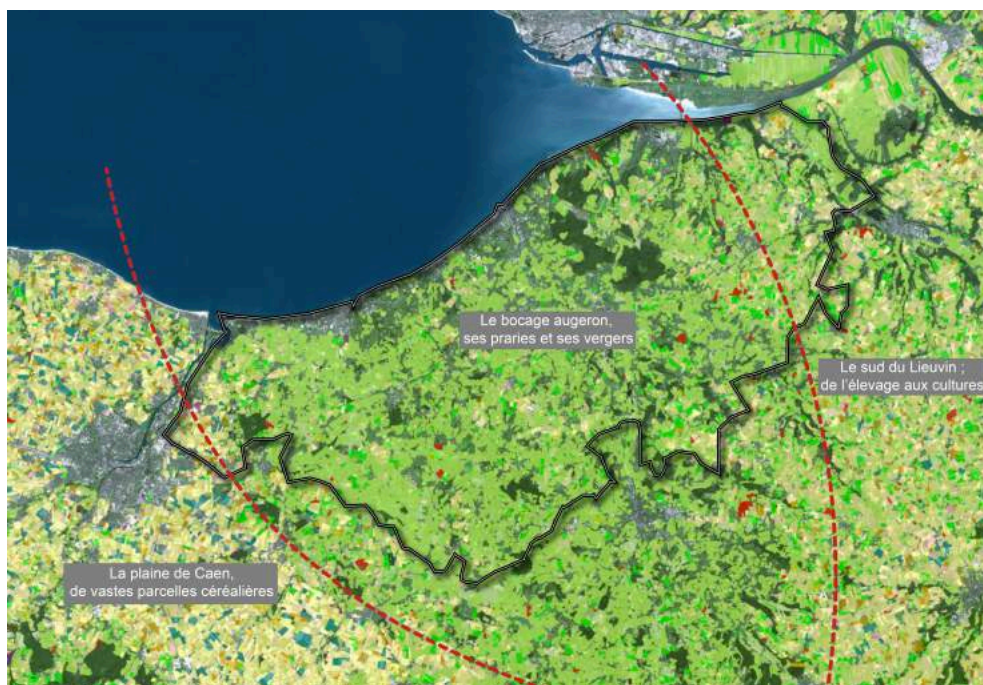 Le bocage augeron,
ses praries et ses vergers
Le sud du Lieuvin ;
de l'élevage aux cultures
La plaine de Caen,
de vastes parcelles céréalières